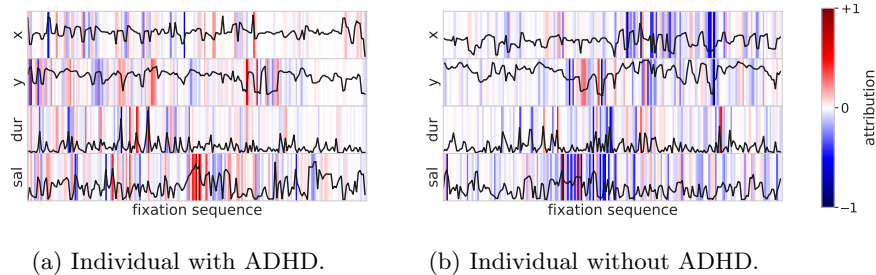 x
y
dur
sal
fixation sequence
x
y
dur
sal
fixation sequence
+1
0
−1
attribution
(a) Individual with ADHD.
(b) Individual without ADHD.